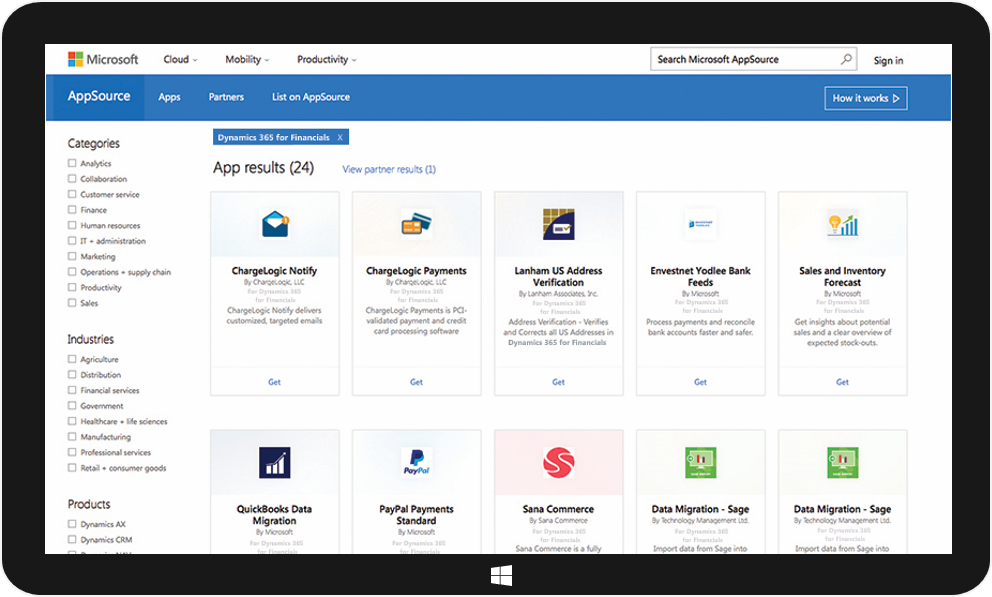 Microsoft Cloud Mobility Productivity Search Microsoft AppSource Sign in
AppSource Apps Partners List on AppSource How it works
Dynamics 365 for Financials X
App results (24) View partner results (1)
Categories
Analytics
Collaboration
Customer service
Finance
Human resources
IT + administration
Marketing
Operations + supply chain
Productivity
Sales
Industries
Agriculture
Distribution
Financial services
Government
Healthcare + life sciences
Manufacturing
Professional services
Retail + consumer goods
Products
Dynamics AX
Dynamics CRM
ChargeLogic Notify
By ChargeLogic, LLC
For Dynamics 365
for Financials
ChargeLogic Notify delivers
customized, targeted emails
Get
ChargeLogic Payments
By ChargeLogic, LLC
For Dynamics 365
for Financials
ChargeLogic Payments is PCI-
validated payment and credit
card processing software
Get
Lanham US Address
Verification
By Lanham Associates, Inc.
For Dynamics 365
for Financials
Address Verification - Verifies
and Corrects all US Addresses in
Dynamics 365 for Financials
Get
Envestnet Yodlee Bank
Feeds
By Microsoft
For Dynamics 365
for Financials
Process payments and reconcile
bank accounts faster and safer.
Get
Sales and Inventory
Forecast
By Microsoft
For Dynamics 365
for Financials
Get insights about potential
sales and a clear overview of
expected stock-outs.
Get
QuickBooks Data
Migration
By Microsoft
For Dynamics 365
for Financials
PayPal
PayPal Payments
Standard
By Microsoft
For Dynamics 365
for Financials
Sana Commerce
By Sana Commerce
For Dynamics 365
for Financials
Sana Commerce is a fully
Data Migration - Sage
By Technology Management Ltd.
For Dynamics 365
for Financials
Import data from Sage into
Data Migration - Sage
By Technology Management Ltd.
For Dynamics 365
for Financials
Import data from Sage into